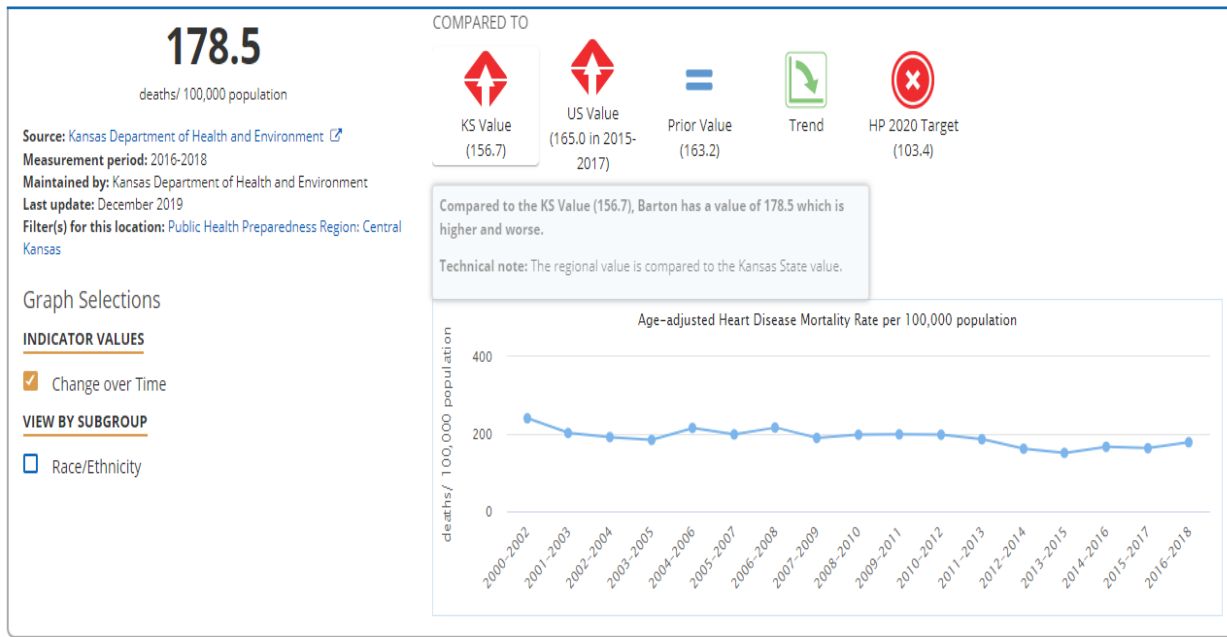 178.5
deaths/ 100,000 population
Source: Kansas Department of Health and Environment
Measurement period: 2016-2018
Maintained by: Kansas Department of Health and Environment
Last update: December 2019
Filter(s) for this location: Public Health Preparedness Region: Central
Kansas
Graph Selections
INDICATOR VALUES
Change over Time
VIEW BY SUBGROUP
Race/Ethnicity
COMPARED TO
KS Value
(156.7)
US Value
(165.0 in 2015-
2017)
Prior Value
(163.2)
Trend
HP 2020 Target
(103.4)
Compared to the KS Value (156.7), Barton has a value of 178.5 which is
higher and worse.
Technical note: The regional value is compared to the Kansas State value.
Age-adjusted Heart Disease Mortality Rate per 100,000 population
deaths/ 100,000 population
400
200
0
2000-2002
2001-2003
2002-2004
2003-2005
2004-2006
2005-2007
2006-2008
2007-2009
2008-2010
2009-2011
2010-2012
2011-2013
2012-2014
2013-2015
2014-2016
2015-2017
2016-2018